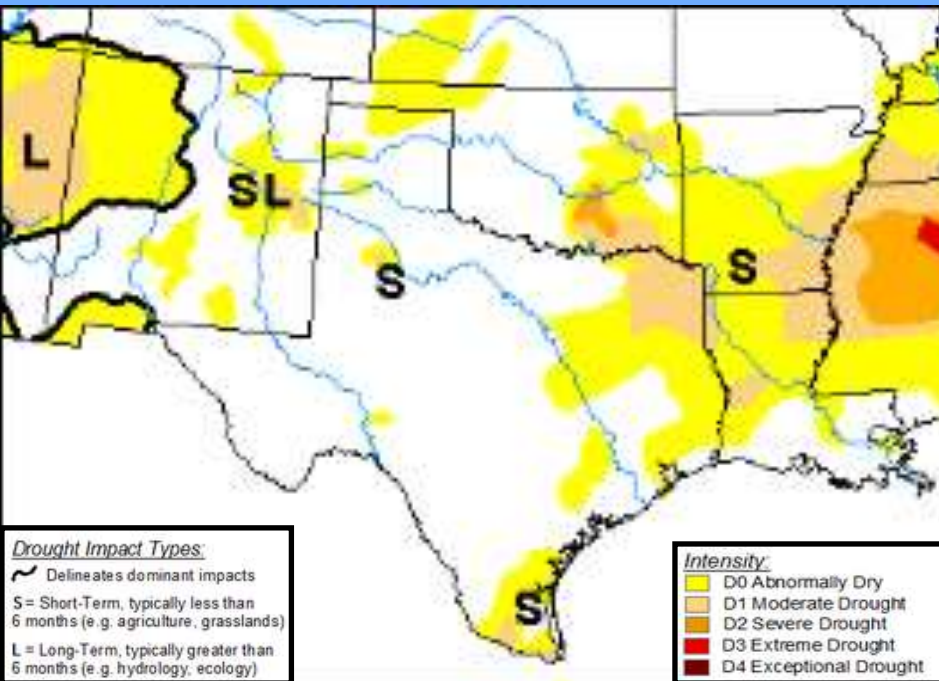 L
SL
S
S
S
Drought Impact Types:
Delineates dominant impacts
S = Short-Term, typically less than
6 months (e.g. agriculture, grasslands)
L = Long-Term, typically greater than
6 months (e.g. hydrology, ecology)
Intensity:
D0 Abnormally Dry
D1 Moderate Drought
D2 Severe Drought
D3 Extreme Drought
D4 Exceptional Drought